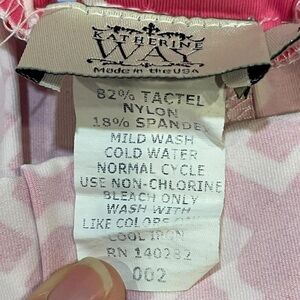 KATHERINE
WAY
Made in the USA
82% TACTEL
NYLON
18% SPANDE
MILD WASH
COLD WATER
NORMAL CYCLE
USE NON-CHLORINE
BLEACH ONLY
WASH WITH
LIKE COLORS
COOL IRON
RN 140282
002